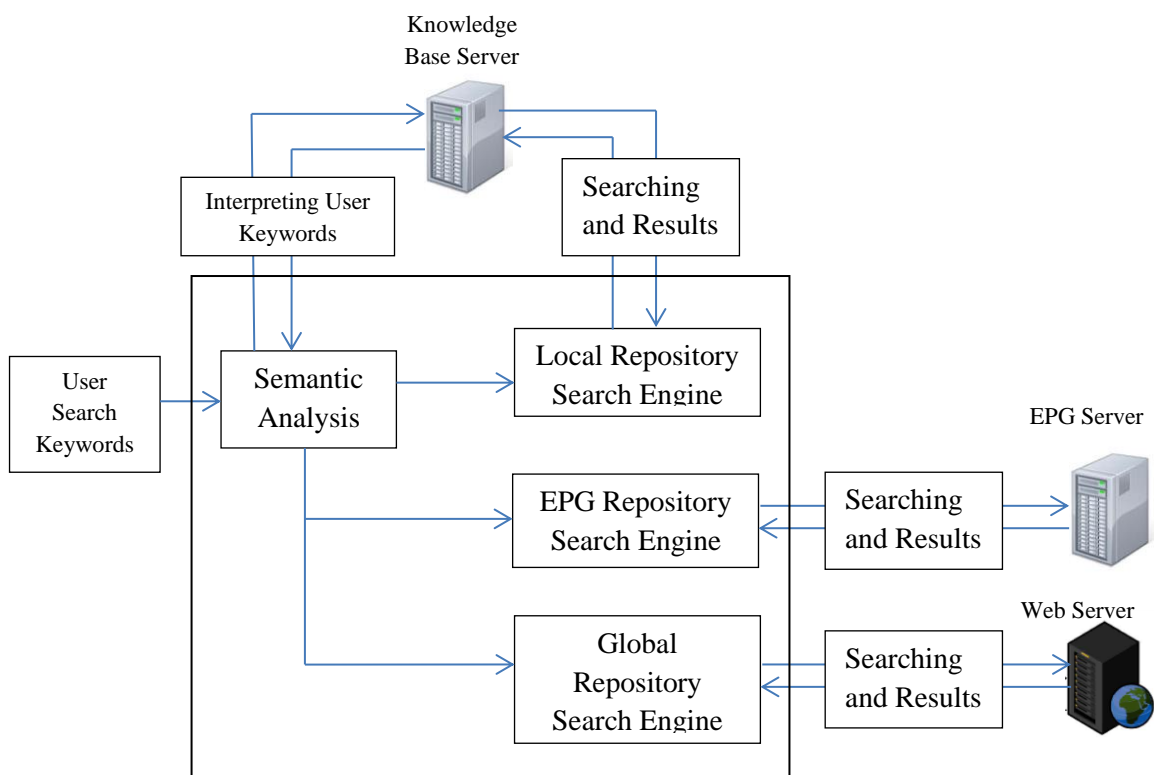 Knowledge
Base Server
Interpreting User
Keywords
Searching
and Results
User
Search
Keywords
Semantic
Analysis
Local Repository
Search Engine
EPG Server
EPG Repository
Search Engine
Searching
and Results
Web Server
Global
Repository
Search Engine
Searching
and Results